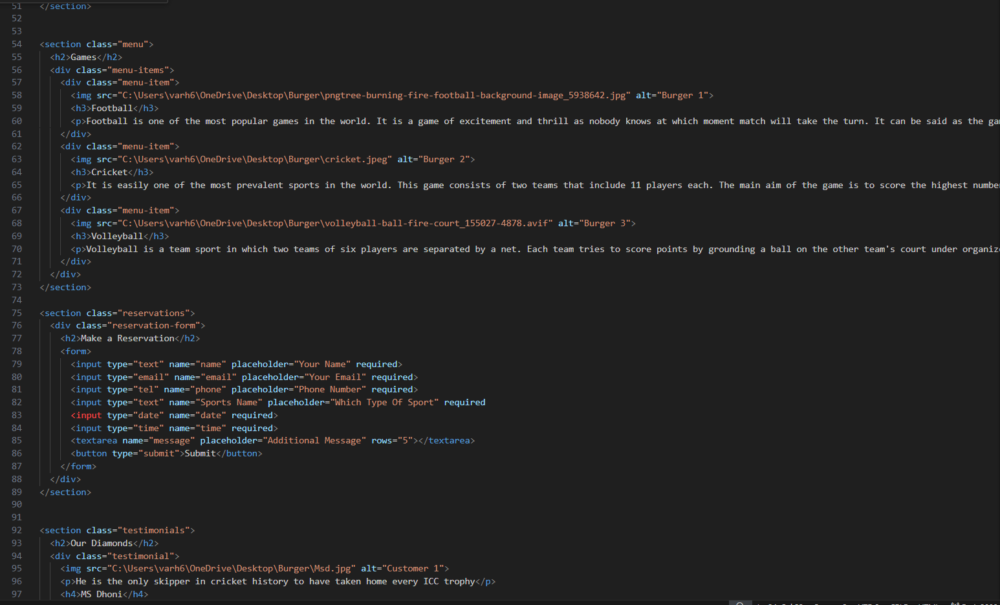 51 </section>
52
53
54 <section class="menu">
55 <h2>Games</h2>
56 <div class="menu-items">
57 <div class="menu-item">
58 <img src="C:\Users\varh6\OneDrive\Desktop\Burger\pngtree-burning-fire-football-background-image_5938642.jpg" alt="Burger 1">
59 <h3>Football</h3>
60 <p>Football is one of the most popular games in the world. It is a game of excitement and thrill as nobody knows at which moment match will take the turn. It can be said as the
61 </div>
62 <div class="menu-item">
63 <img src="C:\Users\varh6\OneDrive\Desktop\Burger\cricket.jpeg" alt="Burger 2">
64 <h3>Cricket</h3>
65 <p>It is easily one of the most prevalent sports in the world. This game consists of two teams that include 11 players each. The main aim of the game is to score the highest
66 </div>
67 <div class="menu-item">
68 <img src="C:\Users\varh6\OneDrive\Desktop\Burger\volleyball-ball-fire-court_155027-4878.avif" alt="Burger 3">
69 <h3>Volleyball</h3>
70 <p>Volleyball is a team sport in which two teams of six players are separated by a net. Each team tries to score points by grounding a ball on the other team's court under
71 </div>
72 </div>
73 </section>
74
75 <section class="reservations">
76 <div class="reservation-form">
77 <h2>Make a Reservation</h2>
78 <form>
79 <input type="text" name="name" placeholder="Your Name" required>
80 <input type="email" name="email" placeholder="Your Email" required>
81 <input type="tel" name="phone" placeholder="Phone Number" required>
82 <input type="text" name="Sports Name" placeholder="Which Type Of Sport" required
83 <input type="date" name="date" required>
84 <input type="time" name="time" required>
85 <textarea name="message" placeholder="Additional Message" rows="5"></textarea>
86 <button type="submit">Submit</button>
87 </form>
88 </div>
89 </section>
90
91
92 <section class="testimonials">
93 <h2>Our Diamonds</h2>
94 <div class="testimonial">
95 <img src="C:\Users\varh6\OneDrive\Desktop\Burger\Msd.jpg" alt="Customer 1">
96 <p>He is the only skipper in cricket history to have taken home every ICC trophy</p>
97 <h4>MS Dhoni</h4>